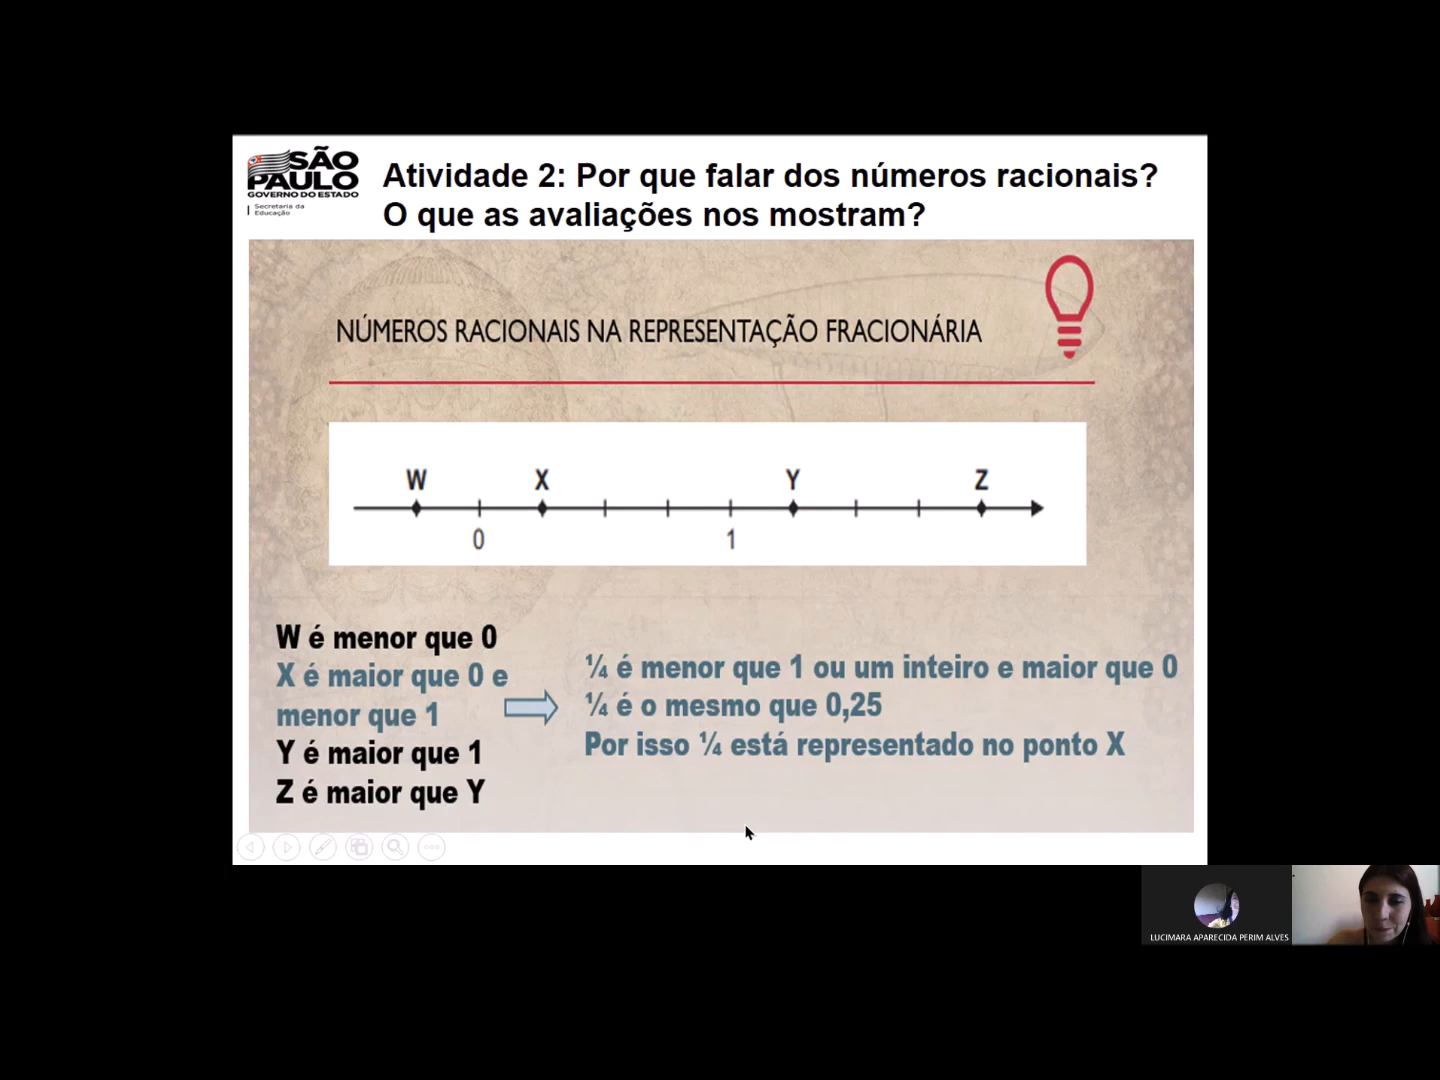 SÃO
PAULO
GOVERNO DO ESTADO
Secretaria da
Educação
Atividade 2: Por que falar dos números racionais?
O que as avaliações nos mostram?
NÚMEROS RACIONAIS NA REPRESENTAÇÃO FRACIONÁRIA
W X Y Z
0 1
W é menor que 0
X é maior que 0 e
menor que 1
Y é maior que 1
Z é maior que Y
¼ é menor que 1 ou um inteiro e maior que 0
¼ é o mesmo que 0,25
Por isso ¼ está representado no ponto X
LUCIMARA APARECIDA PERIM ALVES